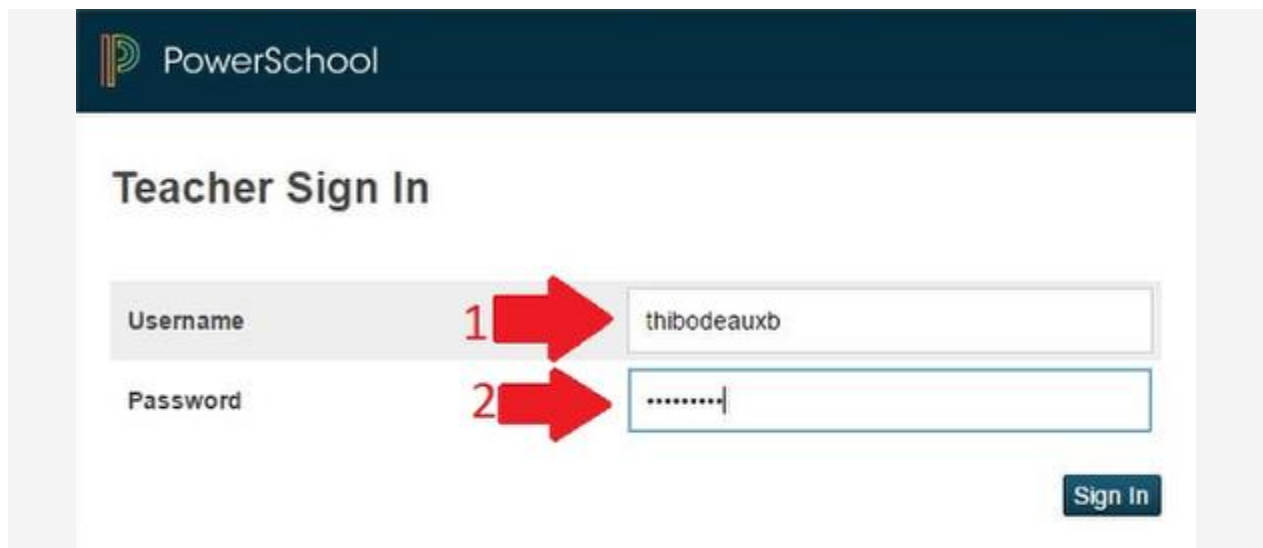 PowerSchool
Teacher Sign In
Username 1 thibodeauxb
Password 2 •••••••••
Sign In